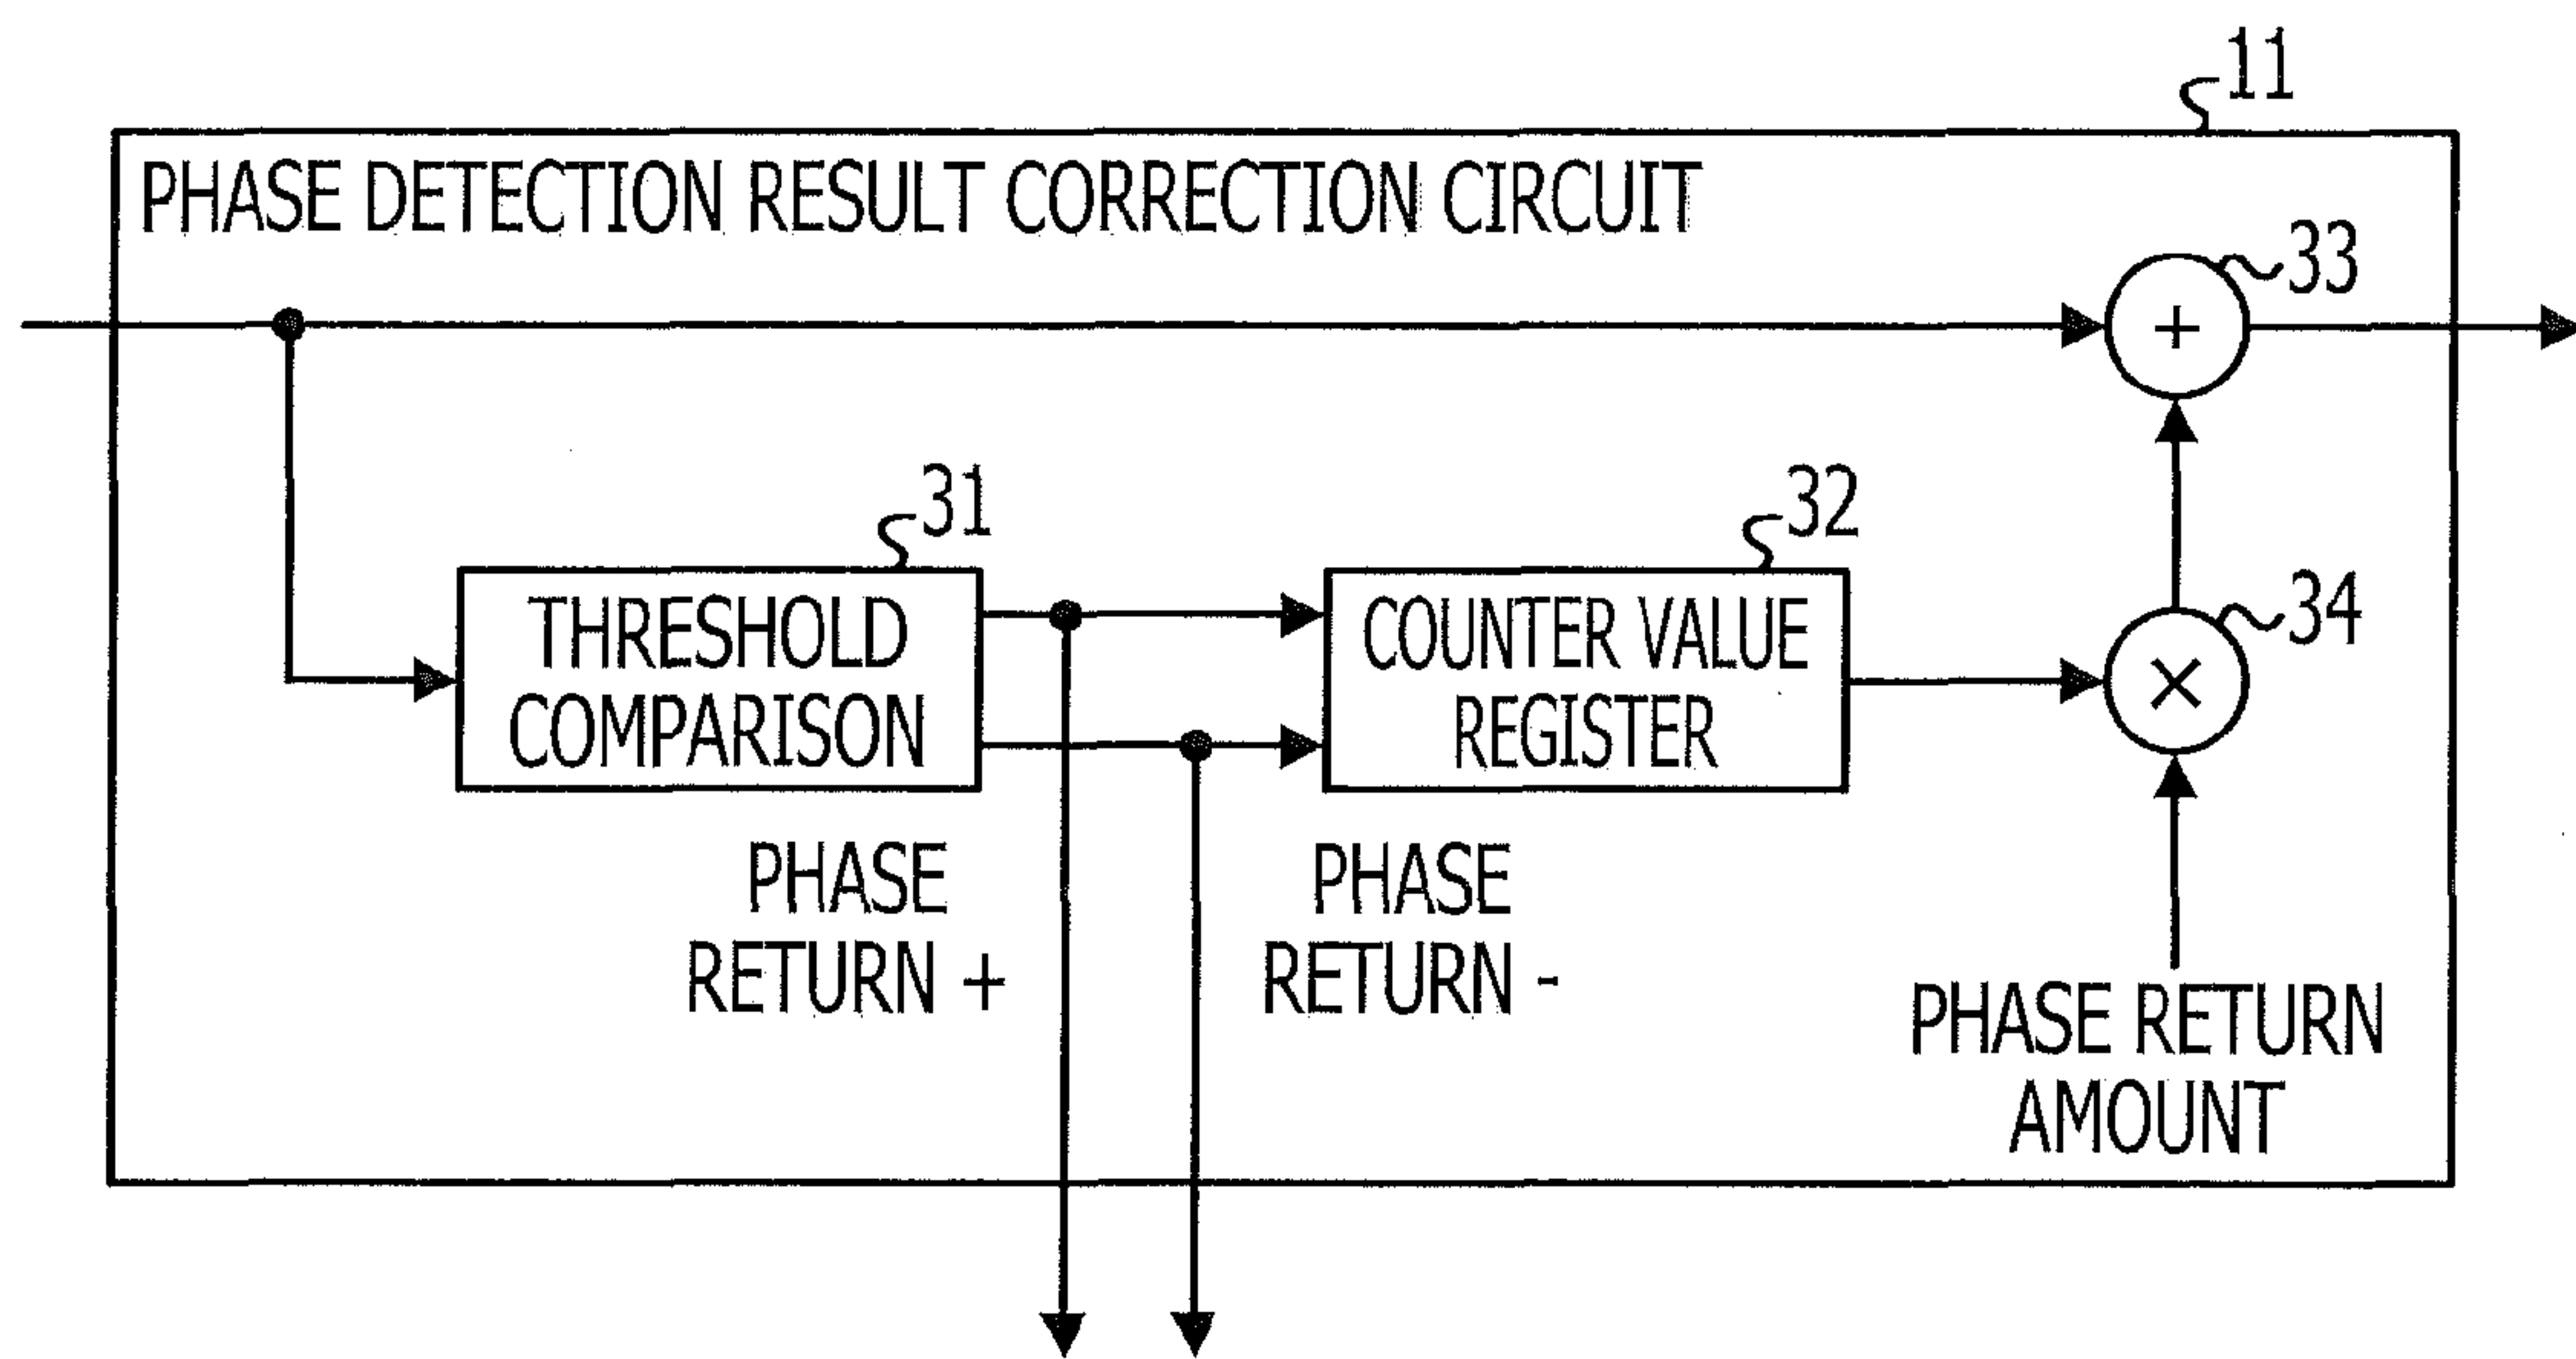 11
PHASE DETECTION RESULT CORRECTION CIRCUIT
33
+
31
32
34
THRESHOLD
COMPARISON
COUNTER VALUE
REGISTER
×
PHASE
RETURN +
PHASE
RETURN -
PHASE RETURN
AMOUNT